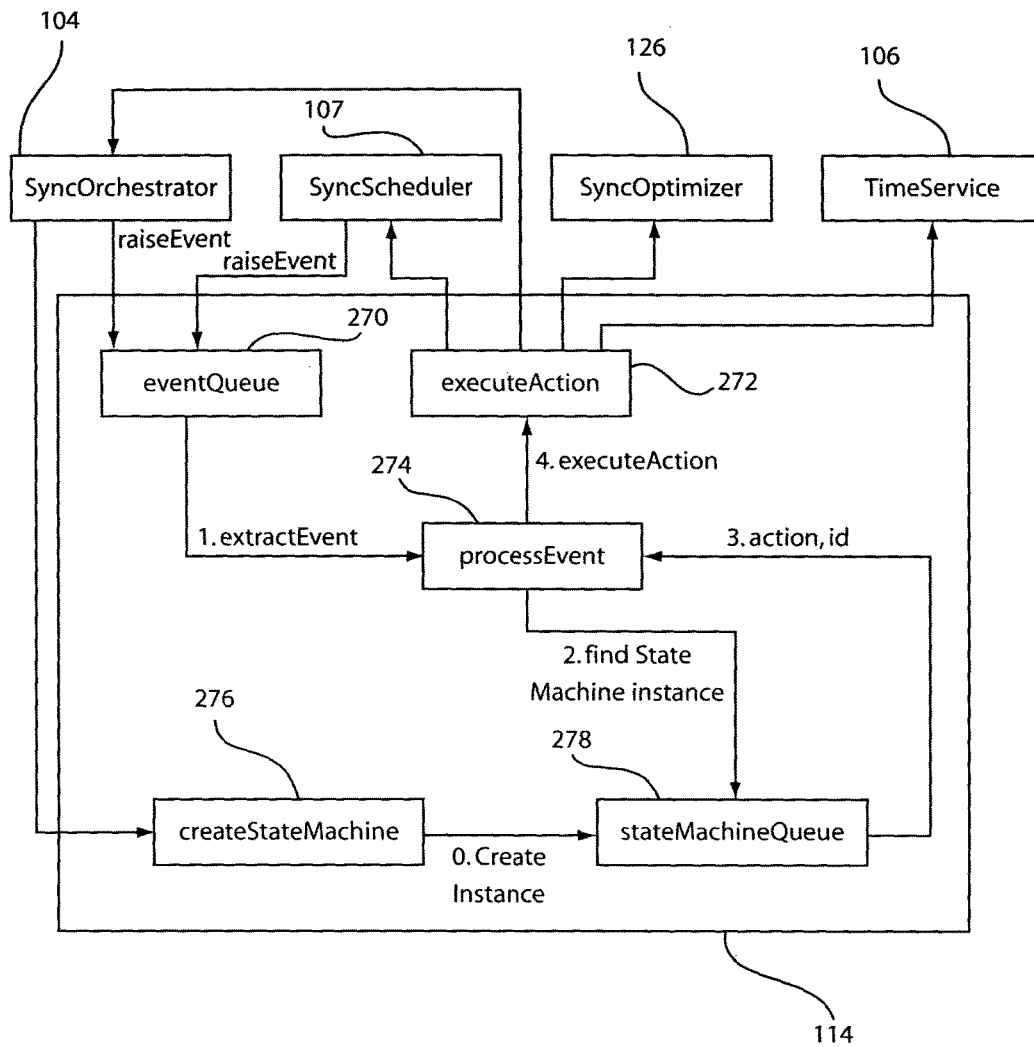 104
126
106
107
SyncOrchestrator
SyncScheduler
SyncOptimizer
TimeService
raiseEvent
raiseEvent
270
eventQueue
executeAction
272
274
4. executeAction
1. extractEvent
processEvent
3. action, id
2. find State
Machine instance
276
278
createStateMachine
stateMachineQueue
0. Create
Instance
114